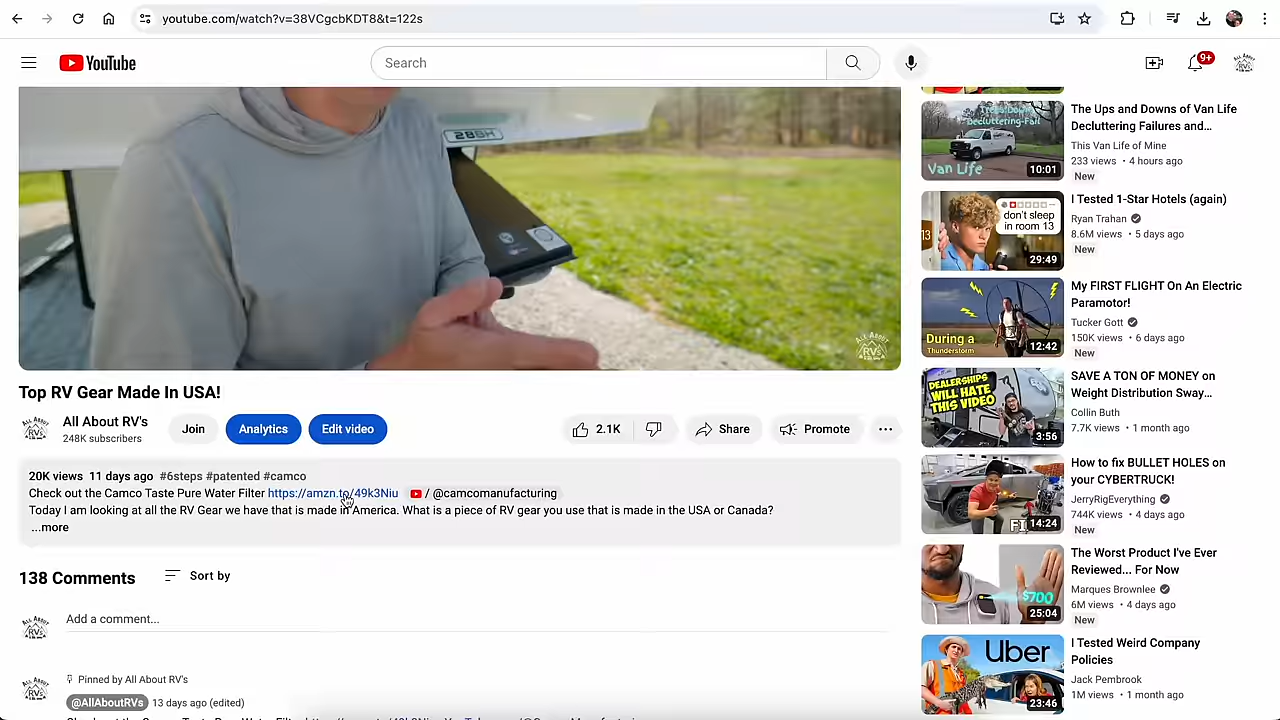 youtube.com/watch?v=38VCgcbKDT8&t=122s
YouTube
Search
9+
28BH
ALL ABOUT RVs
Top RV Gear Made In USA!
All About RV's
248K subscribers
Join
Analytics
Edit video
2.1K
Share
Promote
20K views 11 days ago #6steps #patented #camco
Check out the Camco Taste Pure Water Filter https://amzn.to/49k3Niu / @camcomanufacturing
Today I am looking at all the RV Gear we have that is made in America. What is a piece of RV gear you use that is made in the USA or Canada?
...more
138 Comments
Sort by
Add a comment...
Pinned by All About RV's
@AllAboutRVs 13 days ago (edited)
Decluttering-Fail
Van Life
10:01
The Ups and Downs of Van Life
Decluttering Failures and...
This Van Life of Mine
233 views • 4 hours ago
New
13
don't sleep
in room 13
29:49
I Tested 1-Star Hotels (again)
Ryan Trahan
8.6M views • 5 days ago
New
During a
Thunderstorm
12:42
My FIRST FLIGHT On An Electric
Paramotor!
Tucker Gott
150K views • 6 days ago
New
DEALERSHIPS
WILL HATE
THIS VIDEO
3:56
SAVE A TON OF MONEY on
Weight Distribution Sway...
Collin Buth
7.7K views • 1 month ago
14:24
How to fix BULLET HOLES on
your CYBERTRUCK!
JerryRigEverything
744K views • 4 days ago
New
$700
25:04
The Worst Product I've Ever
Reviewed... For Now
Marques Brownlee
6M views • 4 days ago
New
Uber
23:46
I Tested Weird Company
Policies
Jack Pembrook
1M views • 1 month ago